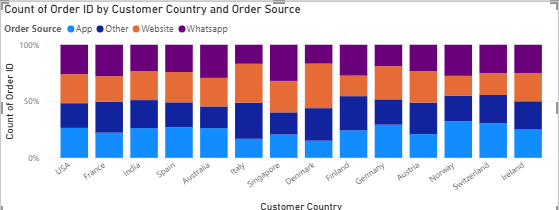 Count of Order ID by Customer Country and Order Source
Order Source App Other Website Whatsapp
100%
50%
0%
Count of Order ID
USA
France
India
Spain
Australia
Italy
Singapore
Denmark
Finland
Germany
Austria
Norway
Switzerland
Ireland
Customer Country